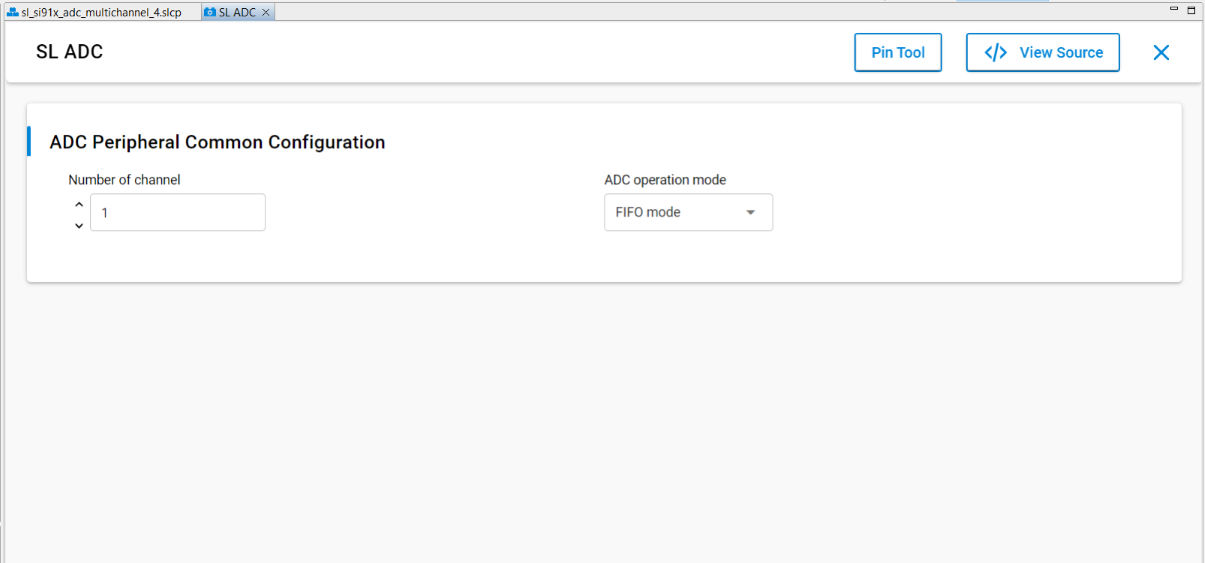 sl_si91x_adc_multichannel_4.slcp
SL ADC
SL ADC
Pin Tool
</> View Source
ADC Peripheral Common Configuration
Number of channel
ADC operation mode
1
FIFO mode